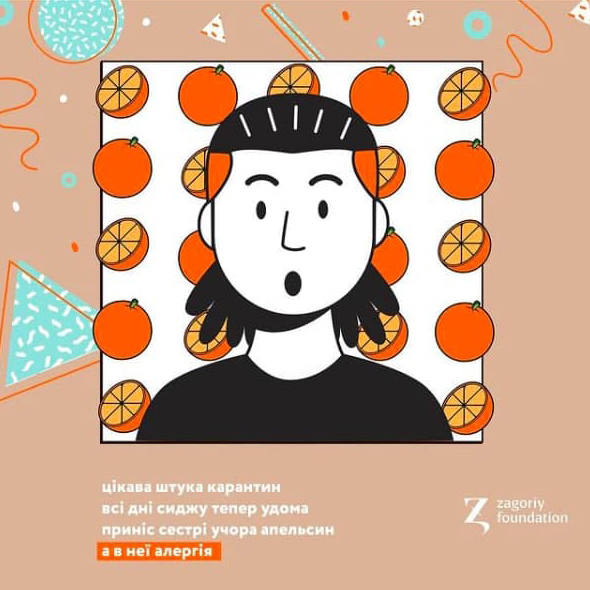 цікава штука карантин
всі дні сиджу тепер удома
приніс сестрі учора апельсин
а в неї алергія
zagoriy
foundation